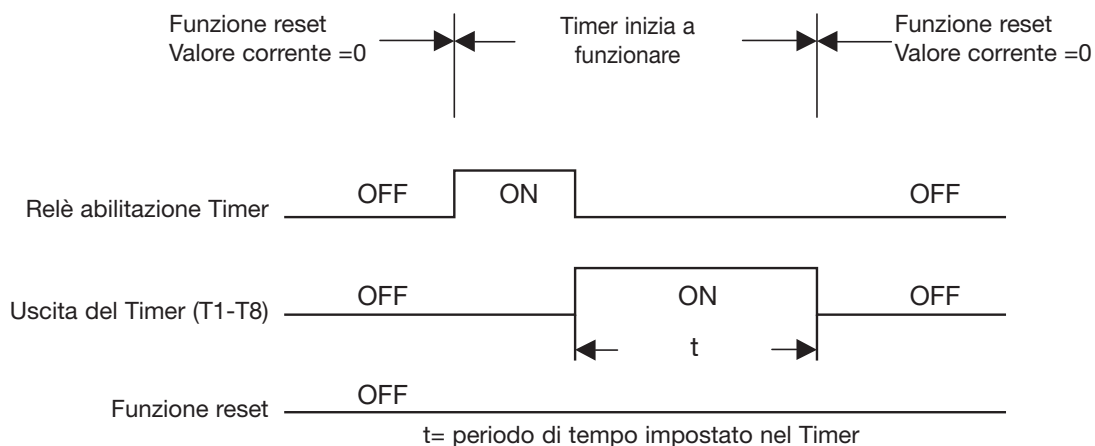 Funzione reset
Valore corrente =0
Timer inizia a
funzionare
Funzione reset
Valore corrente =0
Relè abilitazione Timer
OFF
ON
OFF
Uscita del Timer (T1-T8)
OFF
ON
OFF
t
Funzione reset
OFF
t= periodo di tempo impostato nel Timer